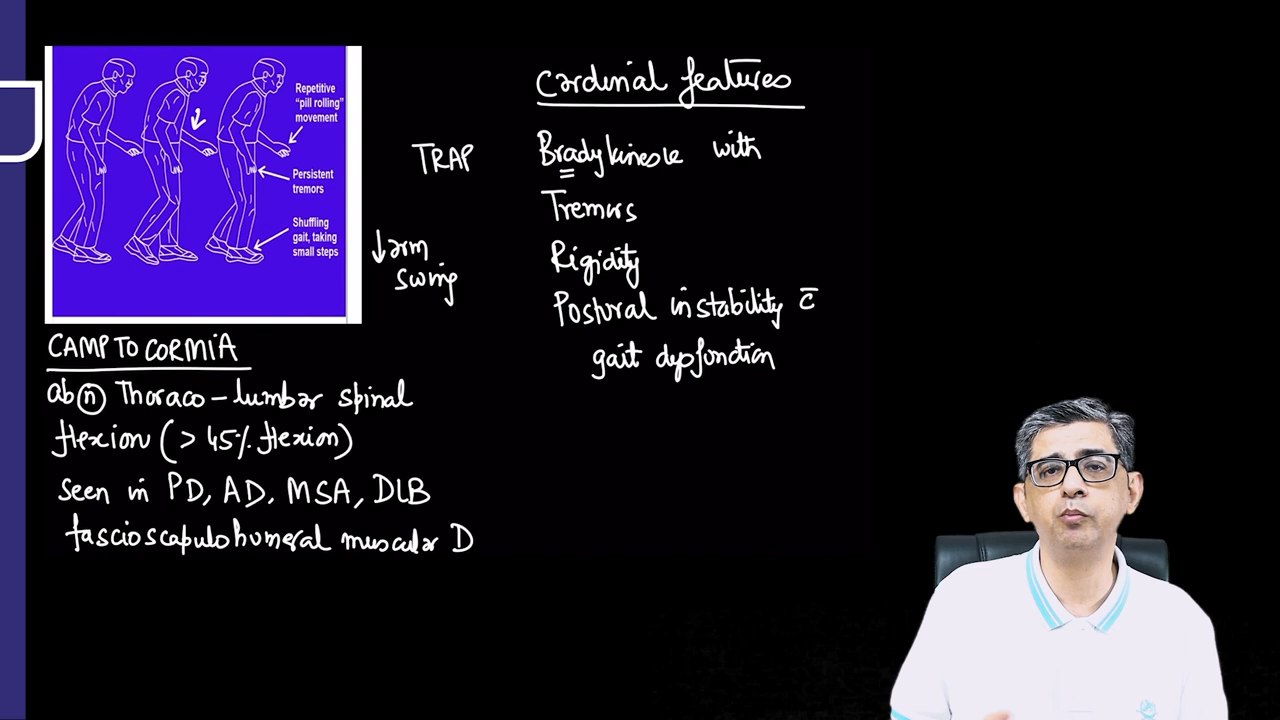 Repetitive
"pill rolling"
movement
Persistent
tremors
Shuffling
gait, taking
small steps
↓arm
swing
CAMPTOCORMIA
ab(n) Thoraco-lumbar spinal
flexion (> 45% flexion)
seen in PD, AD, MSA, DLB
fascioscapulohumeral muscular D
Cardinal features
TRAP
Bradykinesie with
Tremors
Rigidity
Postural instability c̄
gait dysfunction